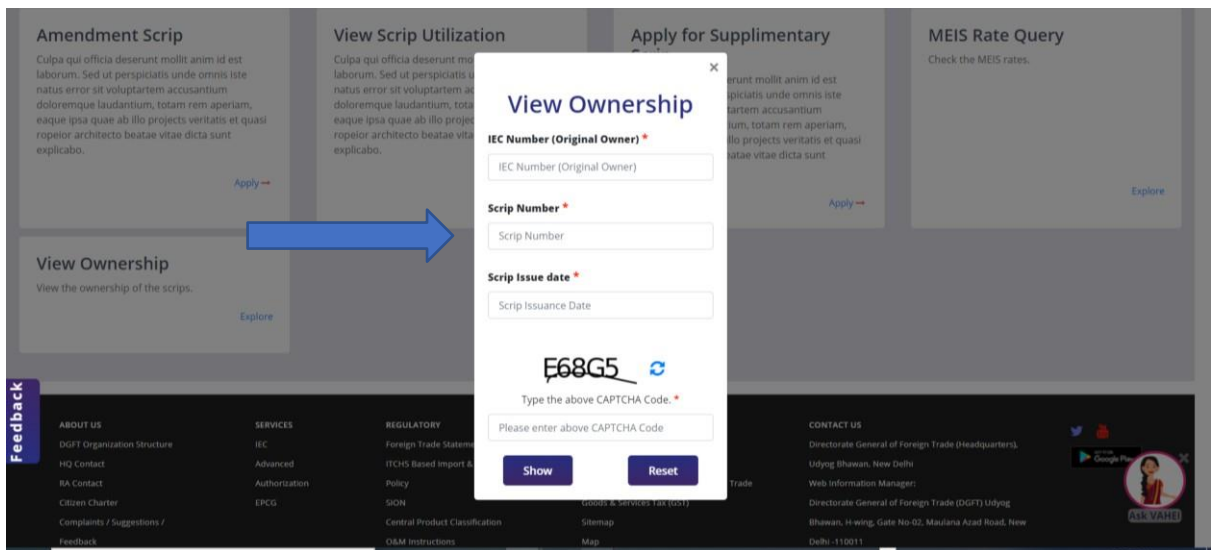 Amendment Scrip
Culpa qui officia deserunt mollit anim id est
laborum. Sed ut perspiciatis unde omnis iste
natus error sit voluptartem accusantium
doloremque laudantium, totam rem aperiam,
eaque ipsa quae ab illo projects veritatis et quasi
ropeior architecto beatae vitae dicta sunt
explicabo.
Apply
View Scrip Utilization
Culpa qui officia deserunt mo
laborum. Sed ut perspiciatis u
natus error sit voluptartem ac
doloremque laudantium, tota
eaque ipsa quae ab illo projec
ropeior architecto beatae vita
explicabo.
Apply for Supplimentary
erunt mollit anim id est
spiciatis unde omnis iste
tartem accusantium
ium, totam rem aperiam,
illo projects veritatis et quasi
eatae vitae dicta sunt
Apply
MEIS Rate Query
Check the MEIS rates.
Explore
View Ownership
View the ownership of the scrips.
Explore
×
View Ownership
IEC Number (Original Owner) *
IEC Number (Original Owner)
Scrip Number *
Scrip Number
Scrip Issue date *
Scrip Issuance Date
E68G5
Type the above CAPTCHA Code. *
Please enter above CAPTCHA Code
Show
Reset
Feedback
ABOUT US
DGFT Organization Structure
HQ Contact
RA Contact
Citizen Charter
Complaints / Suggestions /
Feedback
SERVICES
IEC
Advanced
Authorization
EPCG
REGULATORY
Foreign Trade Stateme
ITCHS Based Import &
Policy
SION
Central Product Classification
O&M Instructions
Trade
Goods & Services Tax (GST)
Sitemap
Map
CONTACT US
Directorate General of Foreign Trade (Headquarters),
Udyog Bhawan, New Delhi
Web Information Manager:
Directorate General of Foreign Trade (DGFT) Udyog
Bhawan, H-wing, Gate No-02, Maulana Azad Road, New
Delhi -110011
Google Play
Ask VAHEI